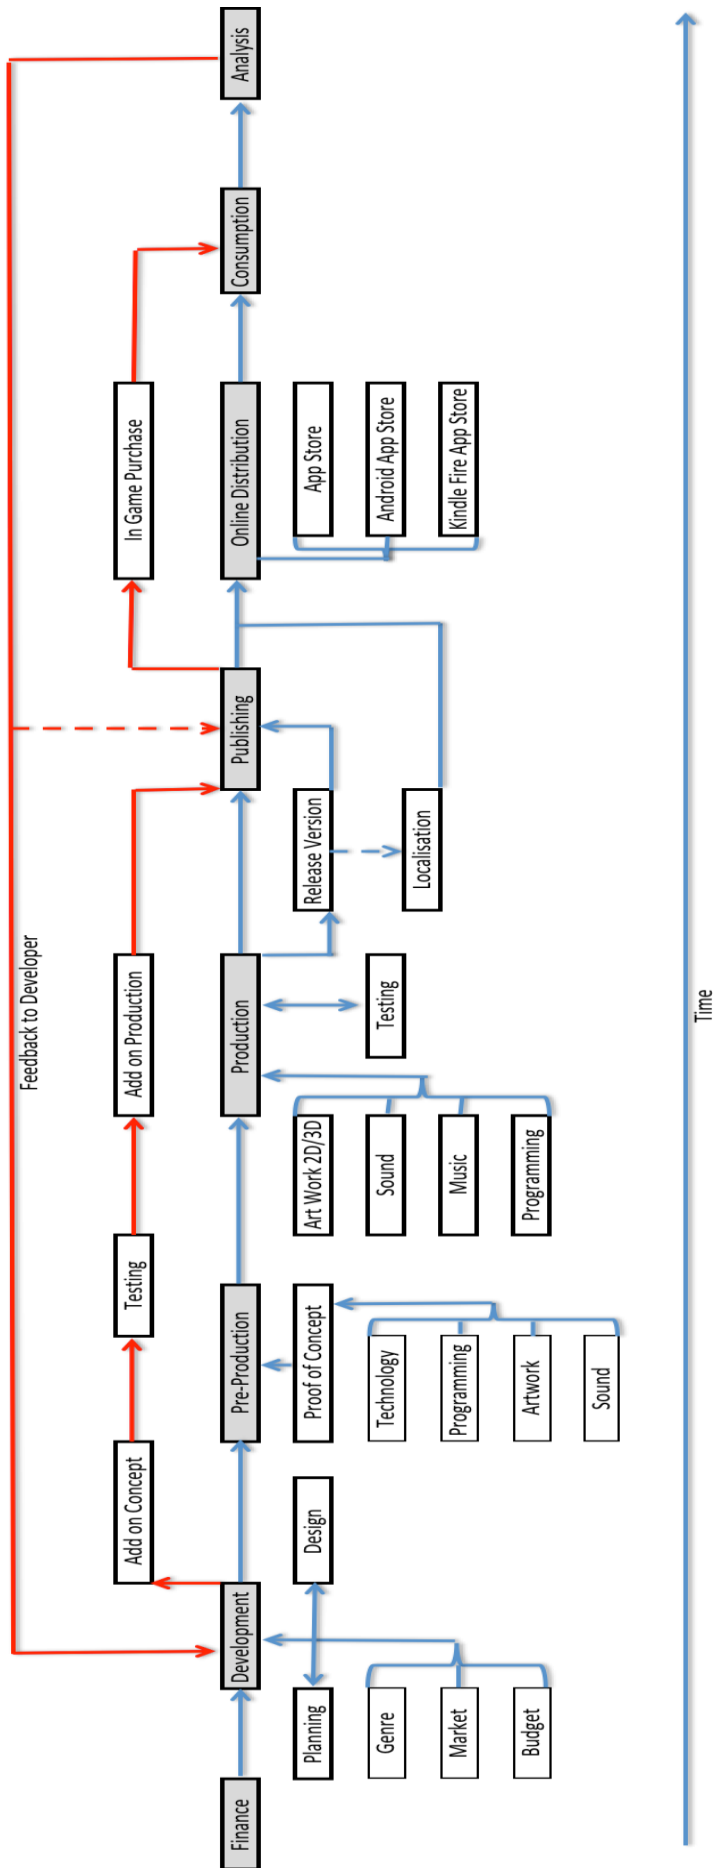 Feedback to Developer
Add on Concept
Testing
Add on Production
In Game Purchase
Finance
Development
Pre-Production
Production
Publishing
Online Distribution
Consumption
Analysis
Planning
Design
Proof of Concept
Art Work 2D/3D
Release Version
App Store
Genre
Technology
Sound
Testing
Android App Store
Localisation
Market
Programming
Music
Kindle Fire App Store
Budget
Artwork
Programming
Sound
Time